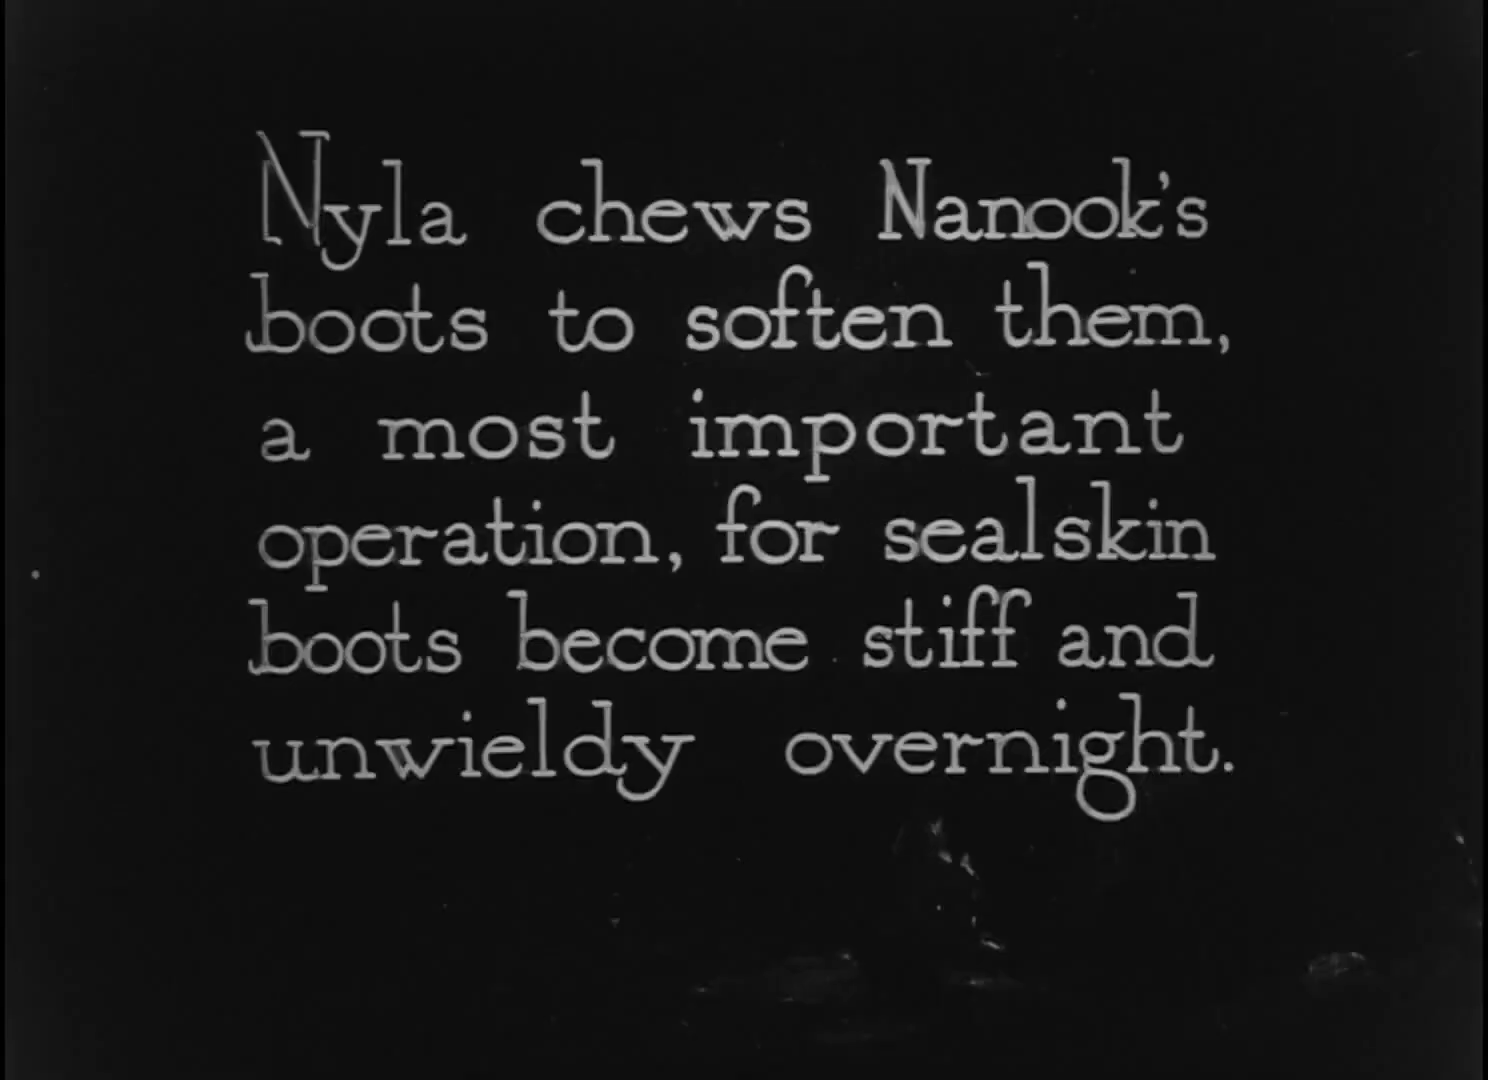 Nyla chews Nanook's
boots to soften them,
a most important
operation, for sealskin
boots become stiff and
unwieldy overnight.